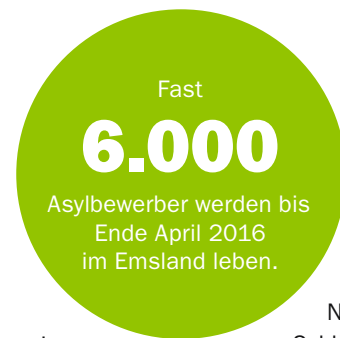 Fast
6.000
Asylbewerber werden bis
Ende April 2016
im Emsland leben.
N